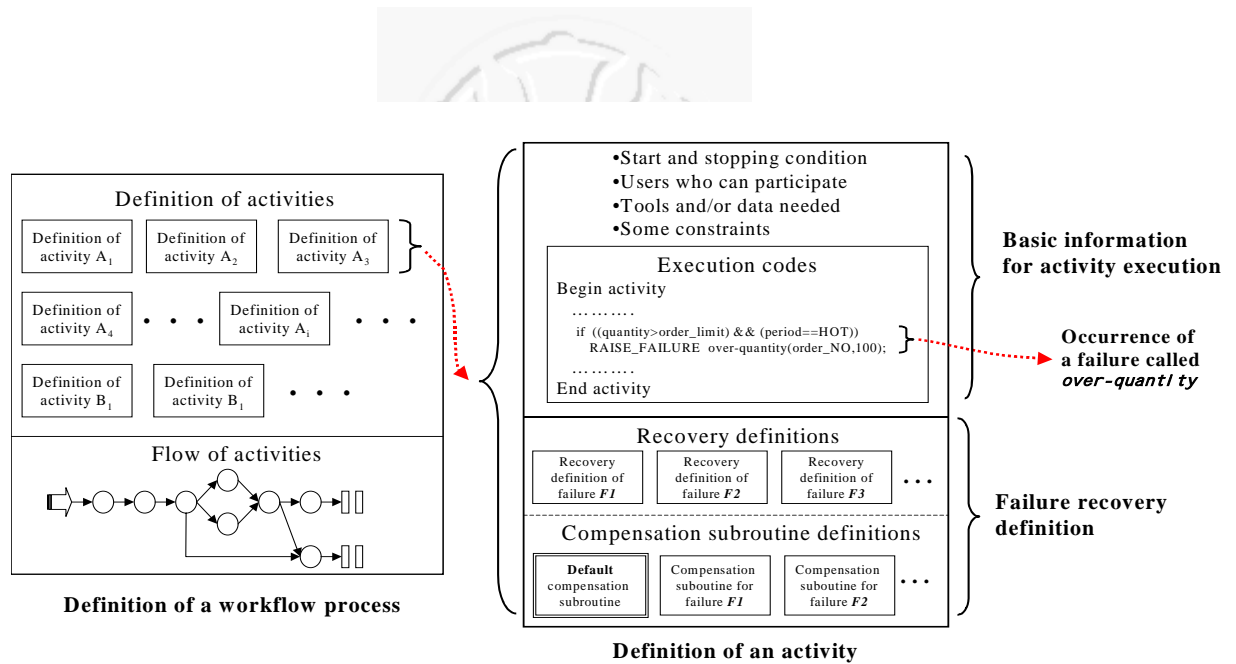 Definition of activities
Definition of
activity A1
Definition of
activity A2
Definition of
activity A3
Definition of
activity A4
• • •
Definition of
activity Ai
• • •
Definition of
activity B1
Definition of
activity B1
• • •
Flow of activities
Definition of a workflow process
•Start and stopping condition
•Users who can participate
•Tools and/or data needed
•Some constraints
Execution codes
Begin activity
……….
if ((quantity>order_limit) && (period==HOT))
RAISE_FAILURE over-quantity(order_NO,100);
……….
End activity
Recovery definitions
Recovery
definition of
failure F1
Recovery
definition of
failure F2
Recovery
definition of
failure F3
• • •
Compensation subroutine definitions
Default
compensation
subroutine
Compensation
suboutine for
failure F1
Compensation
suboutine for
failure F2
• • •
Definition of an activity
Basic information
for activity execution
Occurrence of
a failure called
over-quantity
Failure recovery
definition